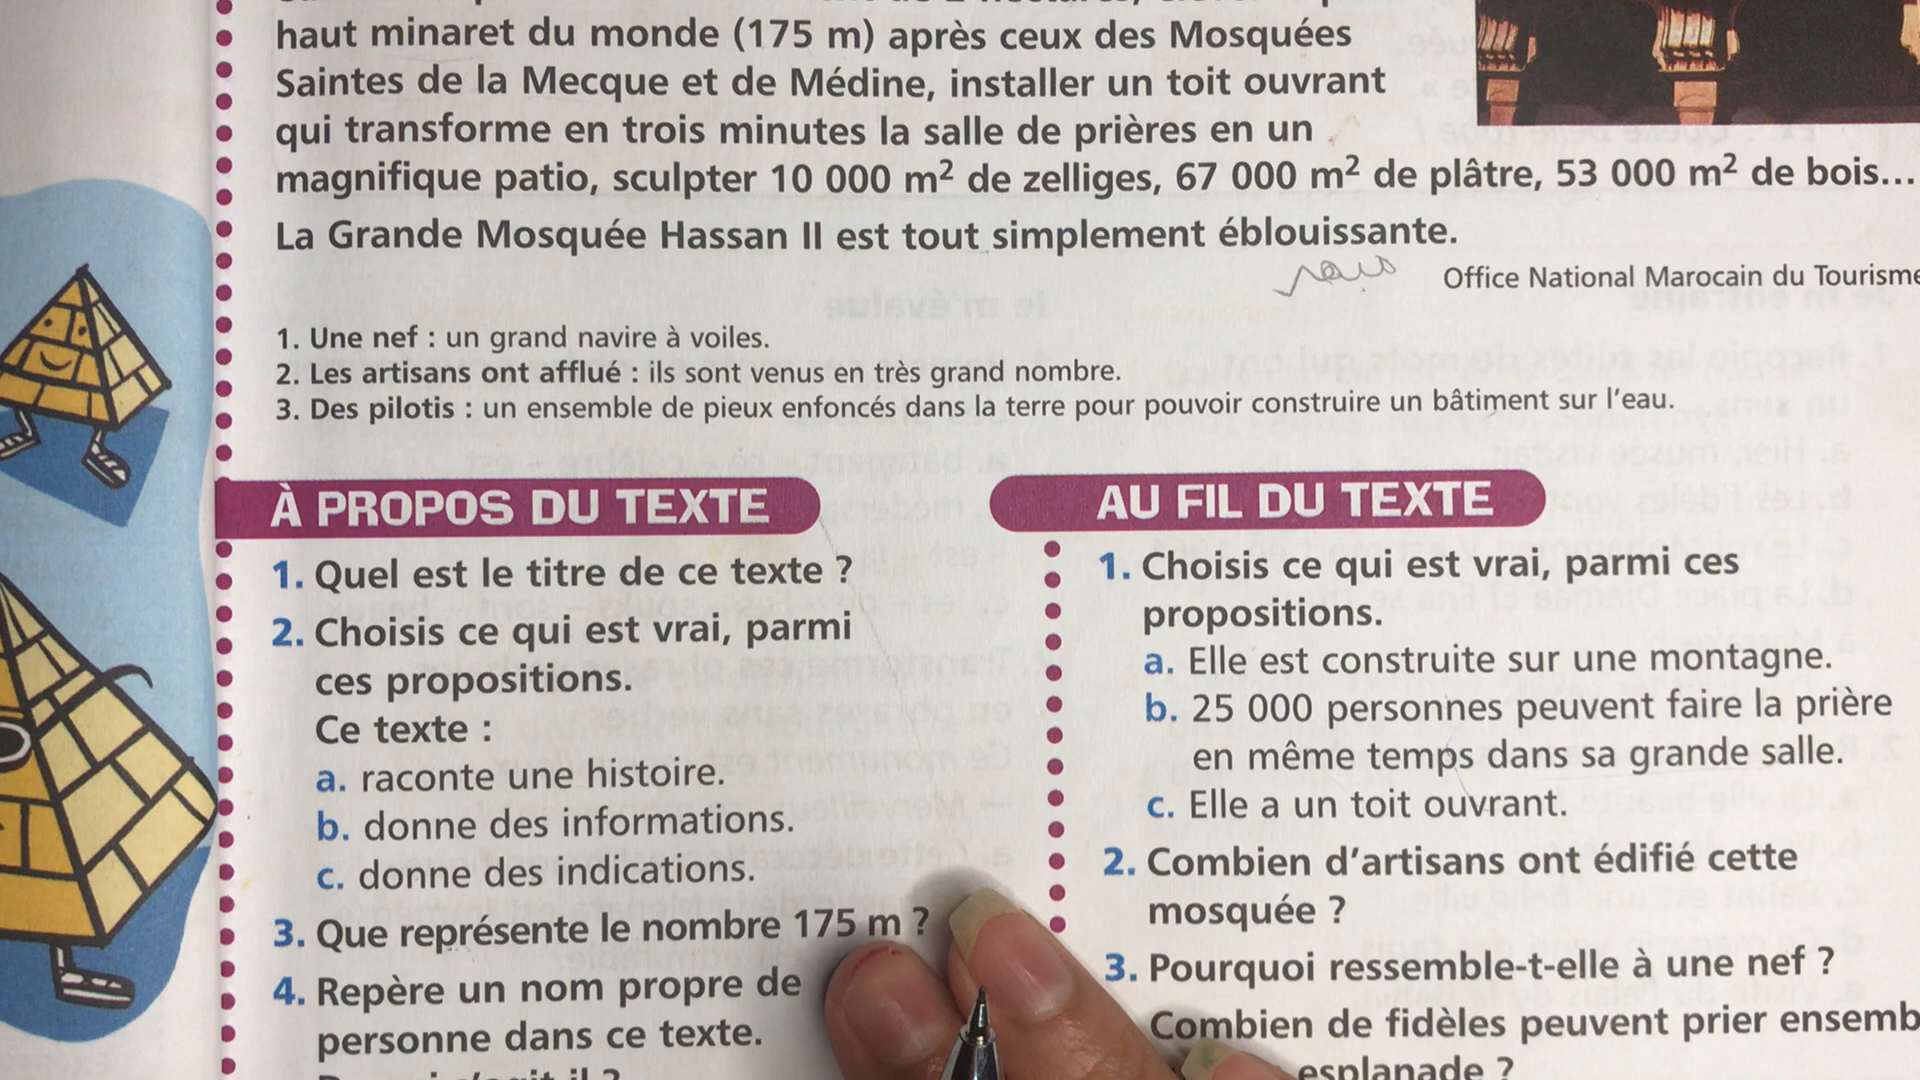 haut minaret du monde (175 m) après ceux des Mosquées
Saintes de la Mecque et de Médine, installer un toit ouvrant
qui transforme en trois minutes la salle de prières en un
magnifique patio, sculpter 10 000 m² de zelliges, 67 000 m² de plâtre, 53 000 m² de bois...
La Grande Mosquée Hassan II est tout simplement éblouissante.
Office National Marocain du Tourisme
1. Une nef : un grand navire à voiles.
2. Les artisans ont afflué : ils sont venus en très grand nombre.
3. Des pilotis : un ensemble de pieux enfoncés dans la terre pour pouvoir construire un bâtiment sur l'eau.
À PROPOS DU TEXTE
1. Quel est le titre de ce texte ?
2. Choisis ce qui est vrai, parmi
ces propositions.
Ce texte :
a. raconte une histoire.
b. donne des informations.
c. donne des indications.
3. Que représente le nombre 175 m ?
4. Repère un nom propre de
personne dans ce texte.
AU FIL DU TEXTE
1. Choisis ce qui est vrai, parmi ces
propositions.
a. Elle est construite sur une montagne.
b. 25 000 personnes peuvent faire la prière
en même temps dans sa grande salle.
c. Elle a un toit ouvrant.
2. Combien d'artisans ont édifié cette
mosquée ?
3. Pourquoi ressemble-t-elle à une nef ?
Combien de fidèles peuvent prier ensemb
esplanade ?